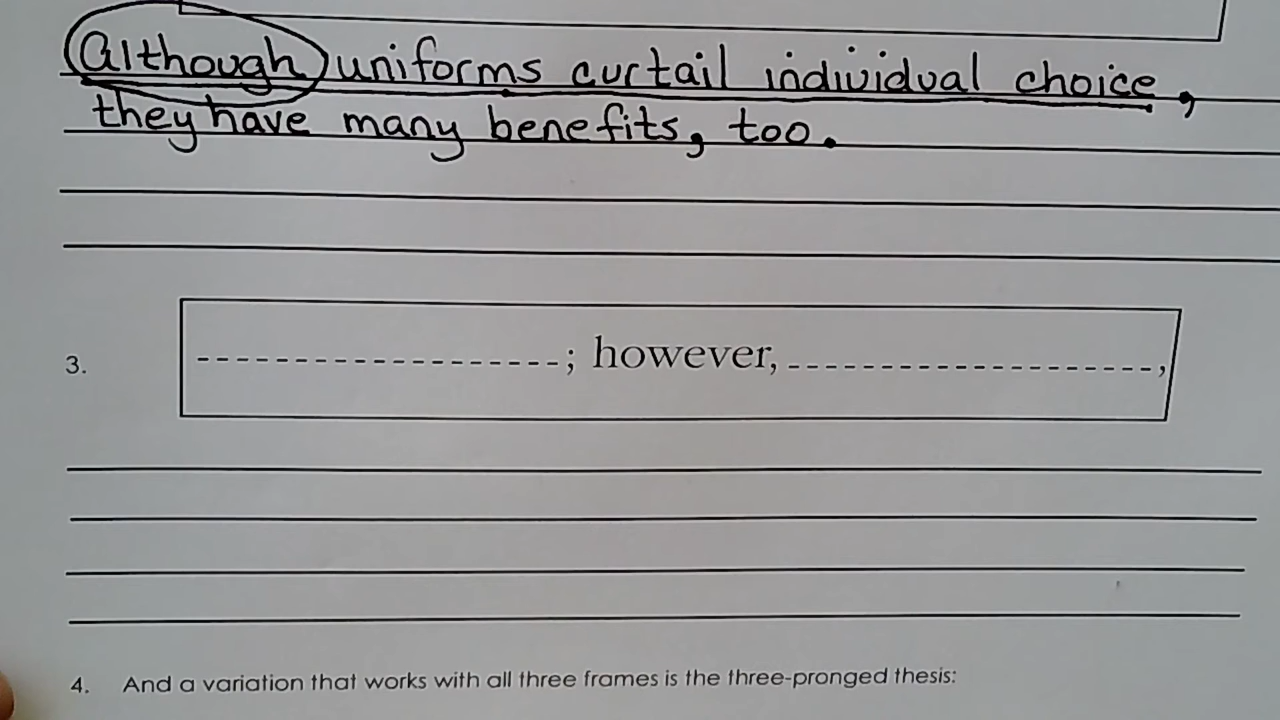 Although uniforms curtail individual choice,
they have many benefits, too.
3. -------------------; however, --------------------,
4. And a variation that works with all three frames is the three-pronged thesis: